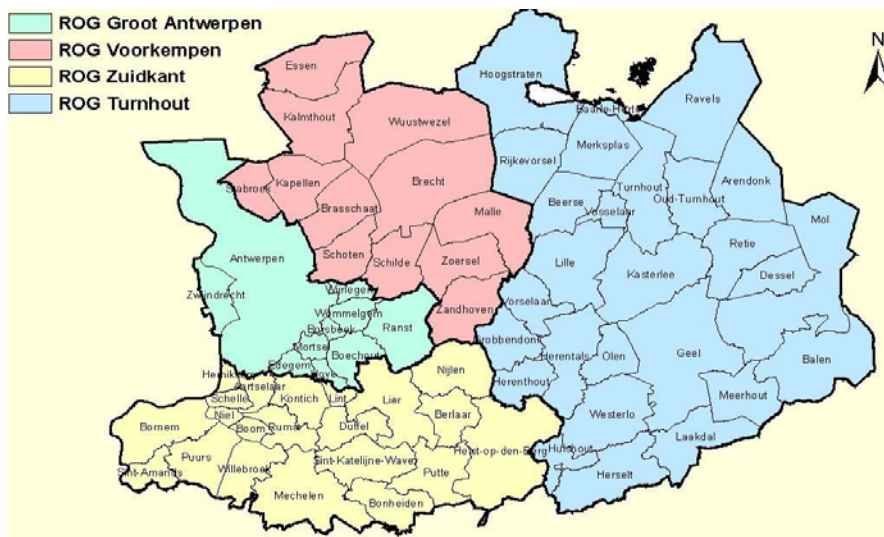 ROG Groot Antwerpen
ROG Voorkempen
ROG Zuidkant
ROG Turnhout
N
Essen
Hoogstraten
Ravels
Kalmthout
Baarle-Hertog
Wuustwezel
Merksplas
Rijkevorsel
Stabroek
Kapellen
Brecht
Turnhout
Arendonk
Brasschaat
Malle
Beerse
Oud-Turnhout
Vosselaar
Mol
Antwerpen
Schoten
Schilde
Zoersel
Lille
Kasterlee
Retie
Dessel
Zwijndrecht
Wijnegem
Wommelgem
Zandhoven
Vorselaar
Borsbeek
Ranst
Mortsel
Boechout
Grobbendonk
Herentals
Olen
Geel
Balen
Edegem
Hove
Nijlen
Herenthout
Hemiksem
Aartselaar
Schelle
Kontich
Lint
Lier
Meerhout
Niel
Berlaar
Westerlo
Bornem
Boom
Rumst
Duffel
Laakdal
Heist-op-den-Berg
Hulshout
Puurs
Sint-Katelijne-Waver
Sint-Amands
Willebroek
Putte
Herselt
Mechelen
Bonheiden